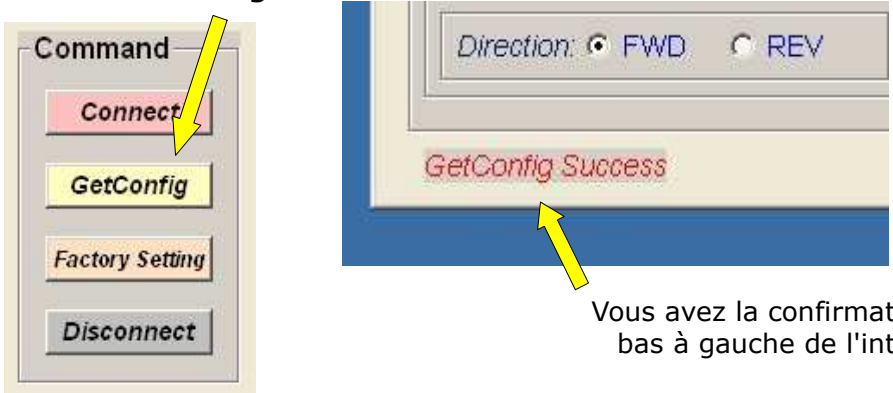 Command
Connect
GetConfig
Factory Setting
Disconnect
Direction: FWD REV
GetConfig Success
Vous avez la confirmat
bas à gauche de l'int